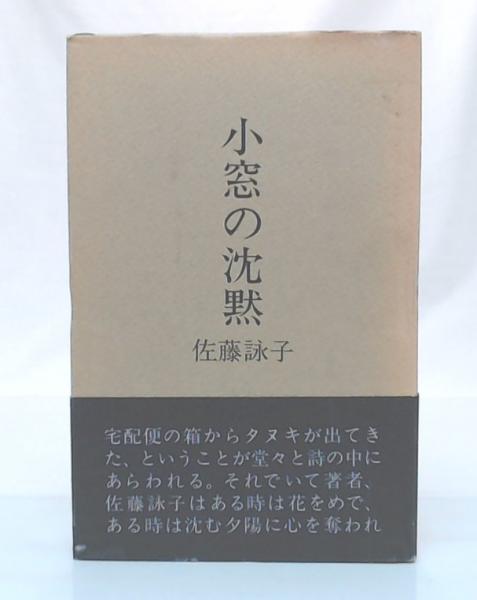 小窓の沈黙
佐藤詠子
宅配便の箱からタヌキが出てき
た、ということが堂々と詩の中に
あらわれる。それでいて著者、
佐藤詠子はある時は花をめで、
ある時は沈む夕陽に心を奪われ